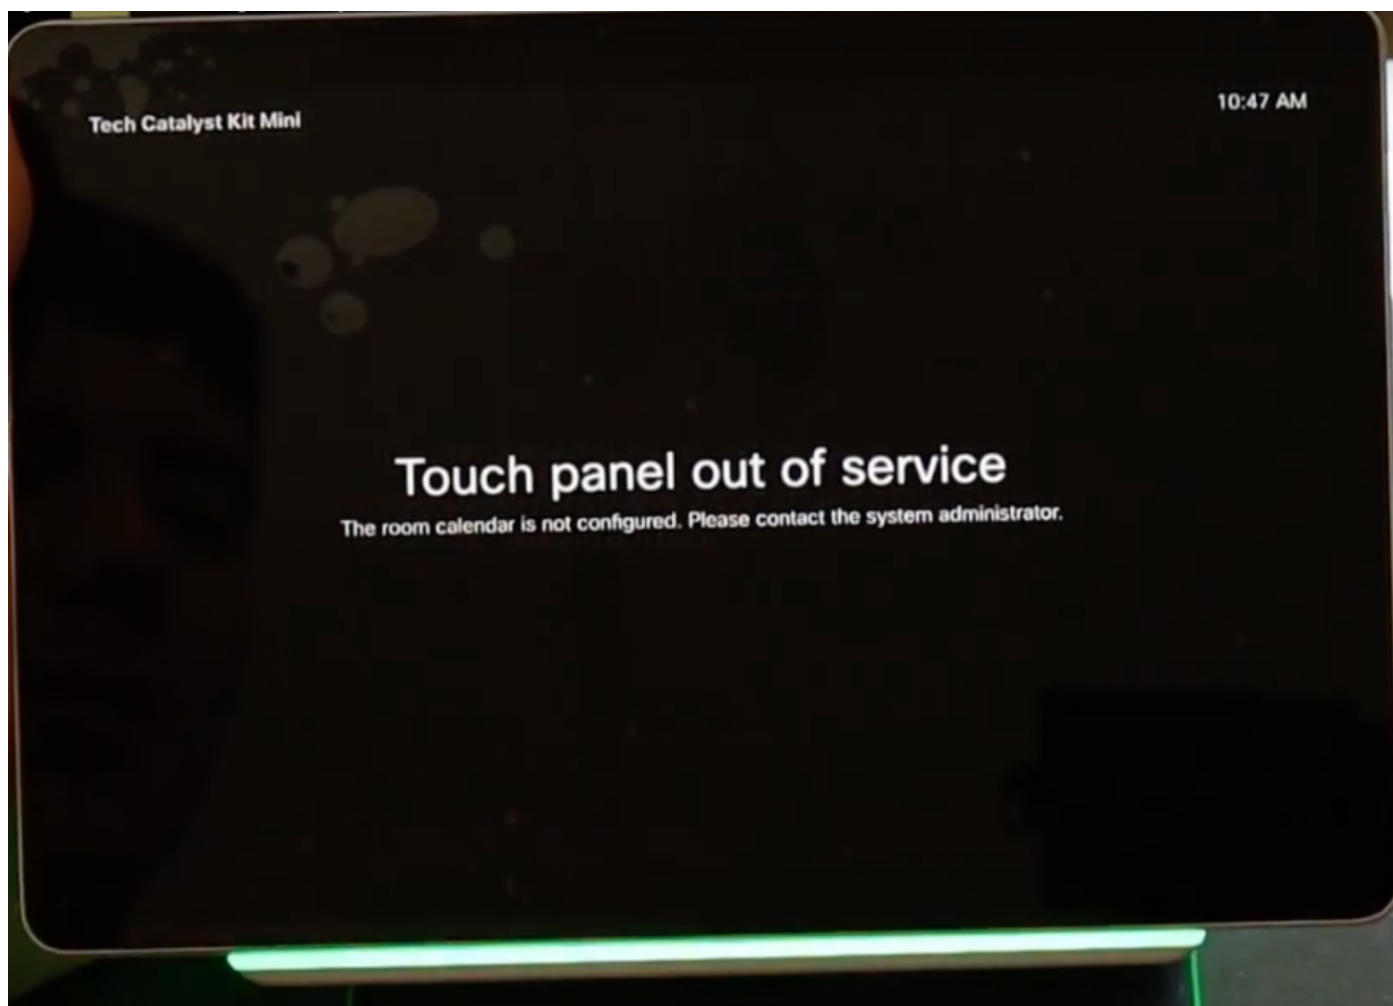 Tech Catalyst Kit Mini
10:47 AM
Touch panel out of service
The room calendar is not configured. Please contact the system administrator.